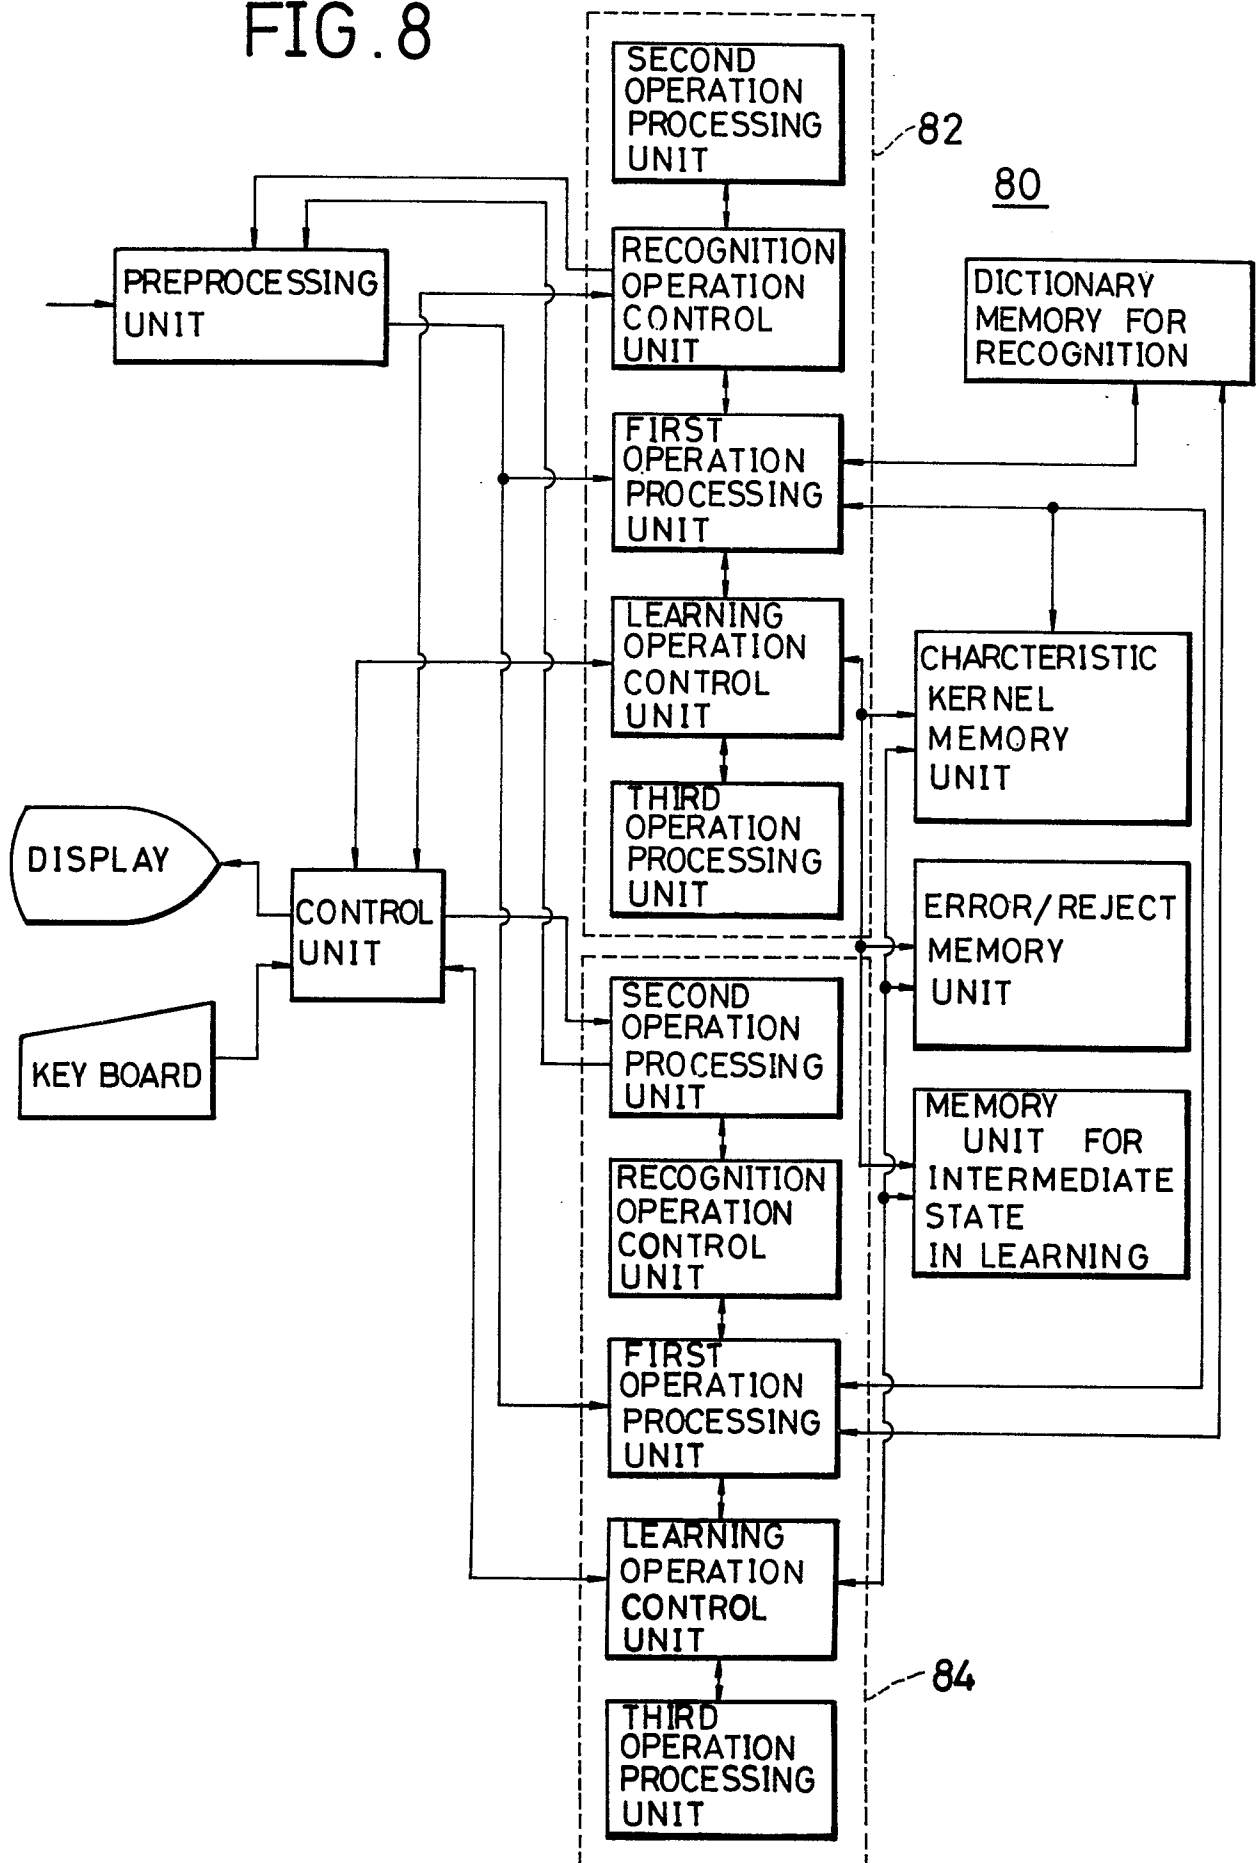 FIG. 8
SECOND
OPERATION
PROCESSING
UNIT
82
80
PREPROCESSING
UNIT
RECOGNITION
OPERATION
CONTROL
UNIT
DICTIONARY
MEMORY FOR
RECOGNITION
FIRST
OPERATION
PROCESSING
UNIT
LEARNING
OPERATION
CONTROL
UNIT
CHARCTERISTIC
KERNEL
MEMORY
UNIT
THIRD
OPERATION
PROCESSING
UNIT
DISPLAY
CONTROL
UNIT
ERROR/REJECT
MEMORY
UNIT
KEY BOARD
SECOND
OPERATION
PROCESSING
UNIT
MEMORY
UNIT FOR
INTERMEDIATE
STATE
IN LEARNING
RECOGNITION
OPERATION
CONTROL
UNIT
FIRST
OPERATION
PROCESSING
UNIT
LEARNING
OPERATION
CONTROL
UNIT
84
THIRD
OPERATION
PROCESSING
UNIT